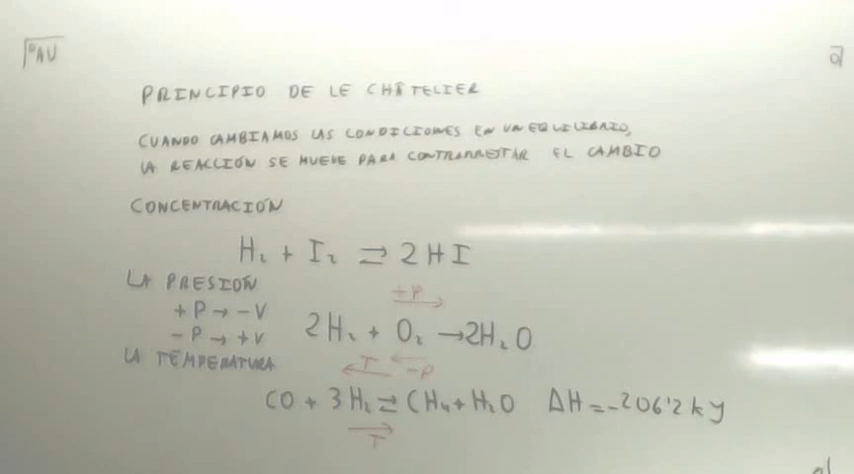 PAU
PRINCIPIO DE LE CHÂTELIER
CUANDO CAMBIAMOS LAS CONDICIONES EN UN EQUILIBRIO,
LA REACCIÓN SE MUEVE PARA CONTRARRESTAR EL CAMBIO
CONCENTRACIÓN
H₂ + I₂ ⇄ 2HI
LA PRESIÓN
+P → -V
+P →
-P → +V
2H₂ + O₂ → 2H₂O
LA TEMPERATURA
← T
← -P
CO + 3H₂ ⇄ CH₄ + H₂O ΔH = -206'2 kJ
→ T